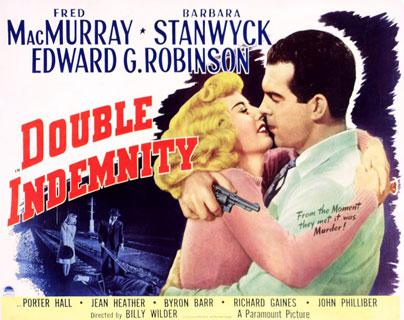 FRED
MACMURRAY ★ BARBARA
STANWYCK
EDWARD G. ROBINSON
IN
DOUBLE
INDEMNITY
From the Moment
they met it was
Murder!
PORTER HALL · JEAN HEATHER · BYRON BARR · RICHARD GAINES · JOHN PHILLIBER
Directed by BILLY WILDER
A Paramount Picture